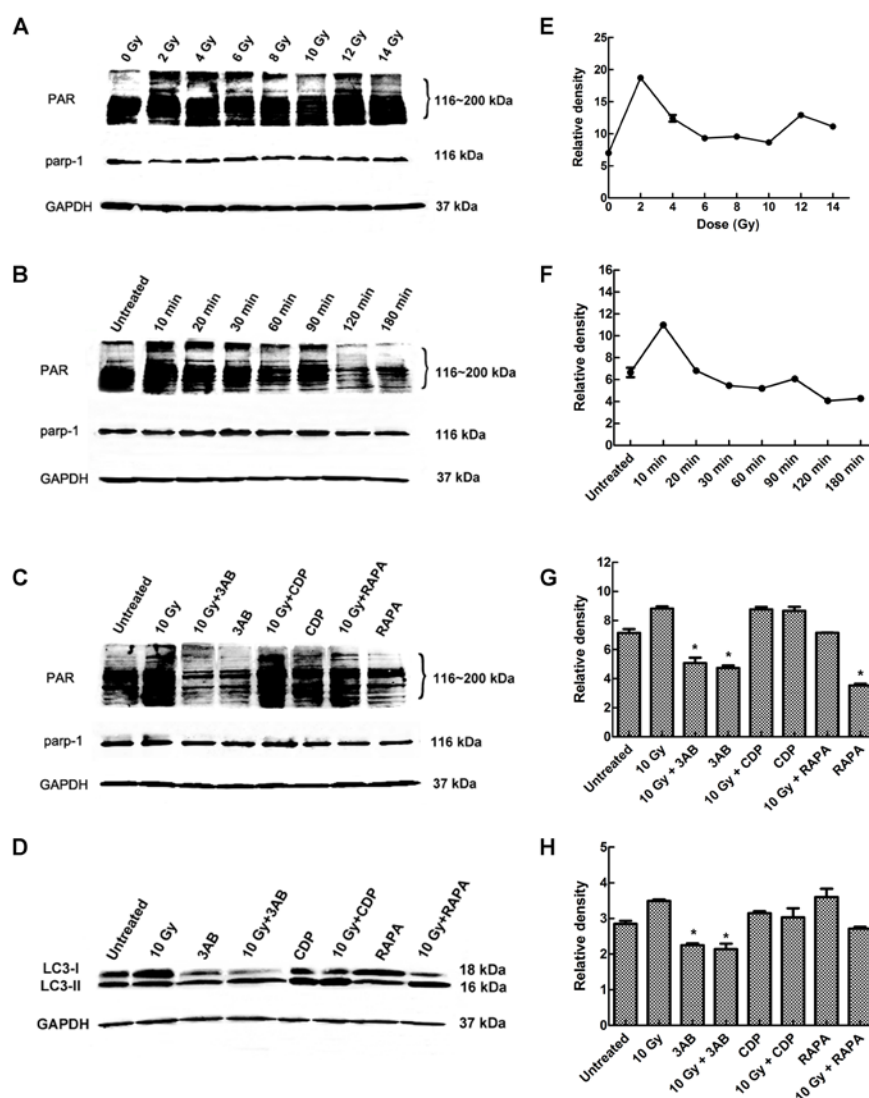 A
0 Gy 2 Gy 4 Gy 6 Gy 8 Gy 10 Gy 12 Gy 14 Gy
PAR 116~200 kDa
parp-1 116 kDa
GAPDH 37 kDa
E
Relative density
25
20
15
10
5
0
0 2 4 6 8 10 12 14
Dose (Gy)
B
Untreated 10 min 20 min 30 min 60 min 90 min 120 min 180 min
PAR 116~200 kDa
parp-1 116 kDa
GAPDH 37 kDa
F
Relative density
16
14
12
10
8
6
4
2
0
Untreated 10 min 20 min 30 min 60 min 90 min 120 min 180 min
C
Untreated 10 Gy 10 Gy+3AB 3AB 10 Gy+CDP CDP 10 Gy+RAPA RAPA
PAR 116~200 kDa
parp-1 116 kDa
GAPDH 37 kDa
G
Relative density
12
10
8
6
4
2
0
* * *
Untreated 10 Gy 10 Gy + 3AB 3AB 10 Gy + CDP CDP 10 Gy + RAPA RAPA
D
Untreated 10 Gy 3AB 10 Gy+3AB CDP 10 Gy+CDP RAPA 10 Gy+RAPA
LC3-I 18 kDa
LC3-II 16 kDa
GAPDH 37 kDa
H
Relative density
5
4
3
2
1
0
* *
Untreated 10 Gy 3AB 10 Gy + 3AB CDP 10 Gy + CDP RAPA 10 Gy + RAPA